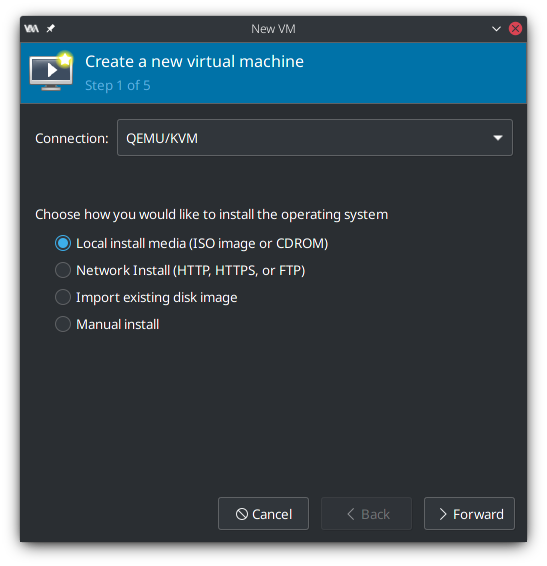 New VM
Create a new virtual machine
Step 1 of 5
Connection: QEMU/KVM
Choose how you would like to install the operating system
Local install media (ISO image or CDROM)
Network Install (HTTP, HTTPS, or FTP)
Import existing disk image
Manual install
Cancel Back Forward